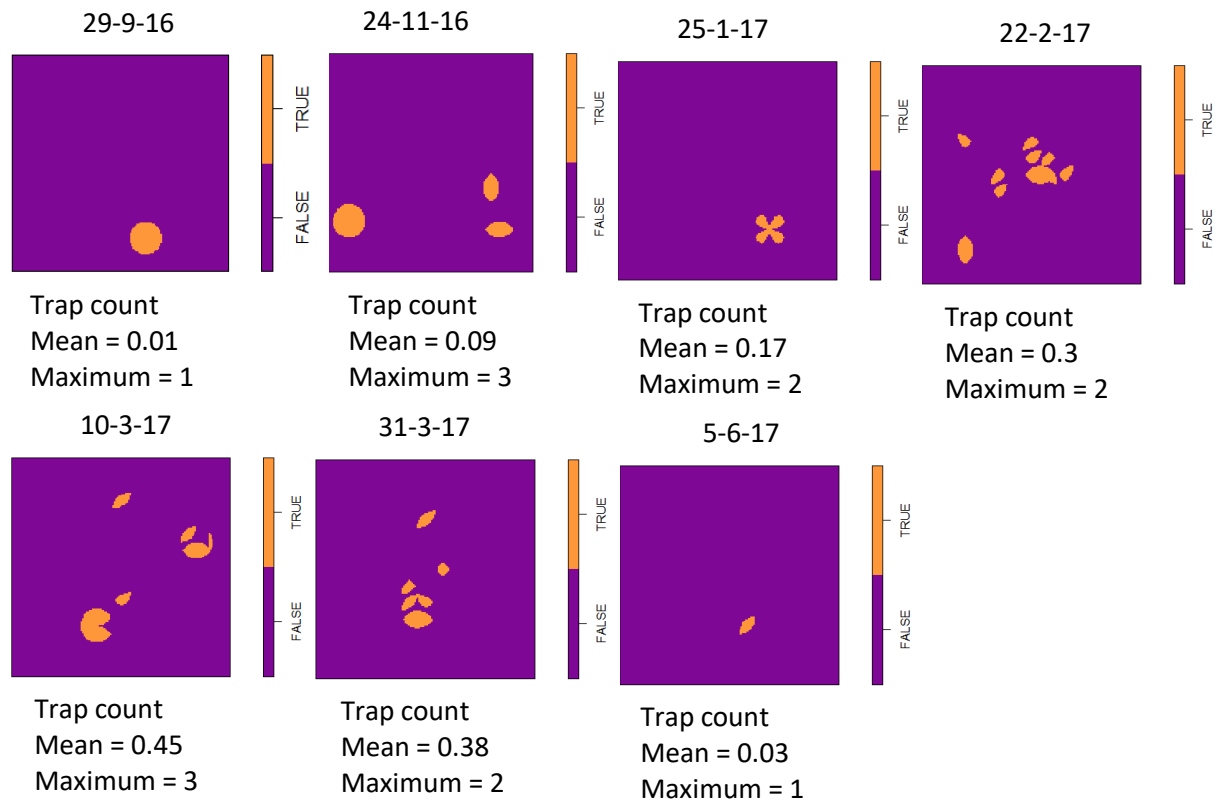 29-9-16
24-11-16
25-1-17
22-2-17
TRUE
FALSE
TRUE
FALSE
TRUE
FALSE
TRUE
FALSE
Trap count
Mean = 0.01
Maximum = 1
Trap count
Mean = 0.09
Maximum = 3
Trap count
Mean = 0.17
Maximum = 2
Trap count
Mean = 0.3
Maximum = 2
10-3-17
31-3-17
5-6-17
TRUE
FALSE
TRUE
FALSE
TRUE
FALSE
Trap count
Mean = 0.45
Maximum = 3
Trap count
Mean = 0.38
Maximum = 2
Trap count
Mean = 0.03
Maximum = 1